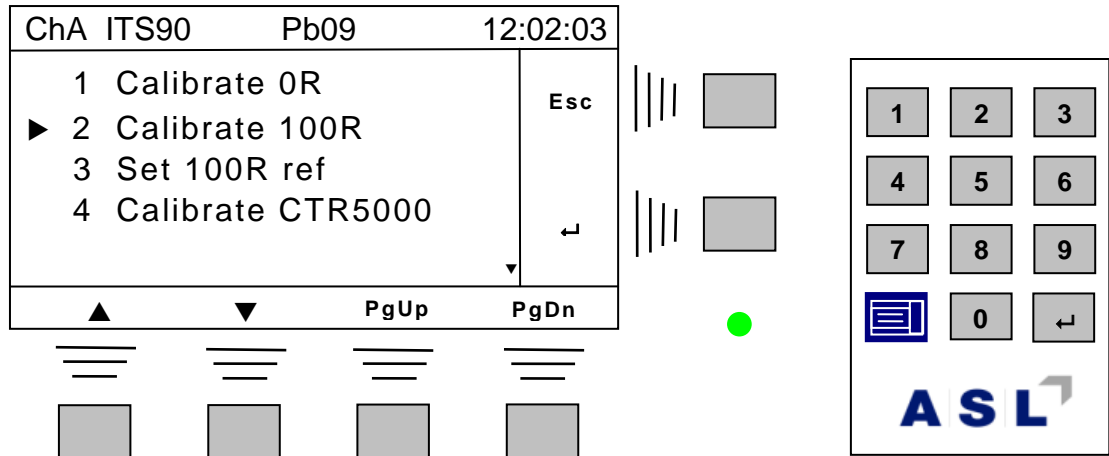 ChA ITS90 Pb09 12:02:03
1 Calibrate 0R
▶ 2 Calibrate 100R
3 Set 100R ref
4 Calibrate CTR5000
▼
Esc
↵
▲ ▼ PgUp PgDn
1 2 3
4 5 6
7 8 9
0 ↵
ASL